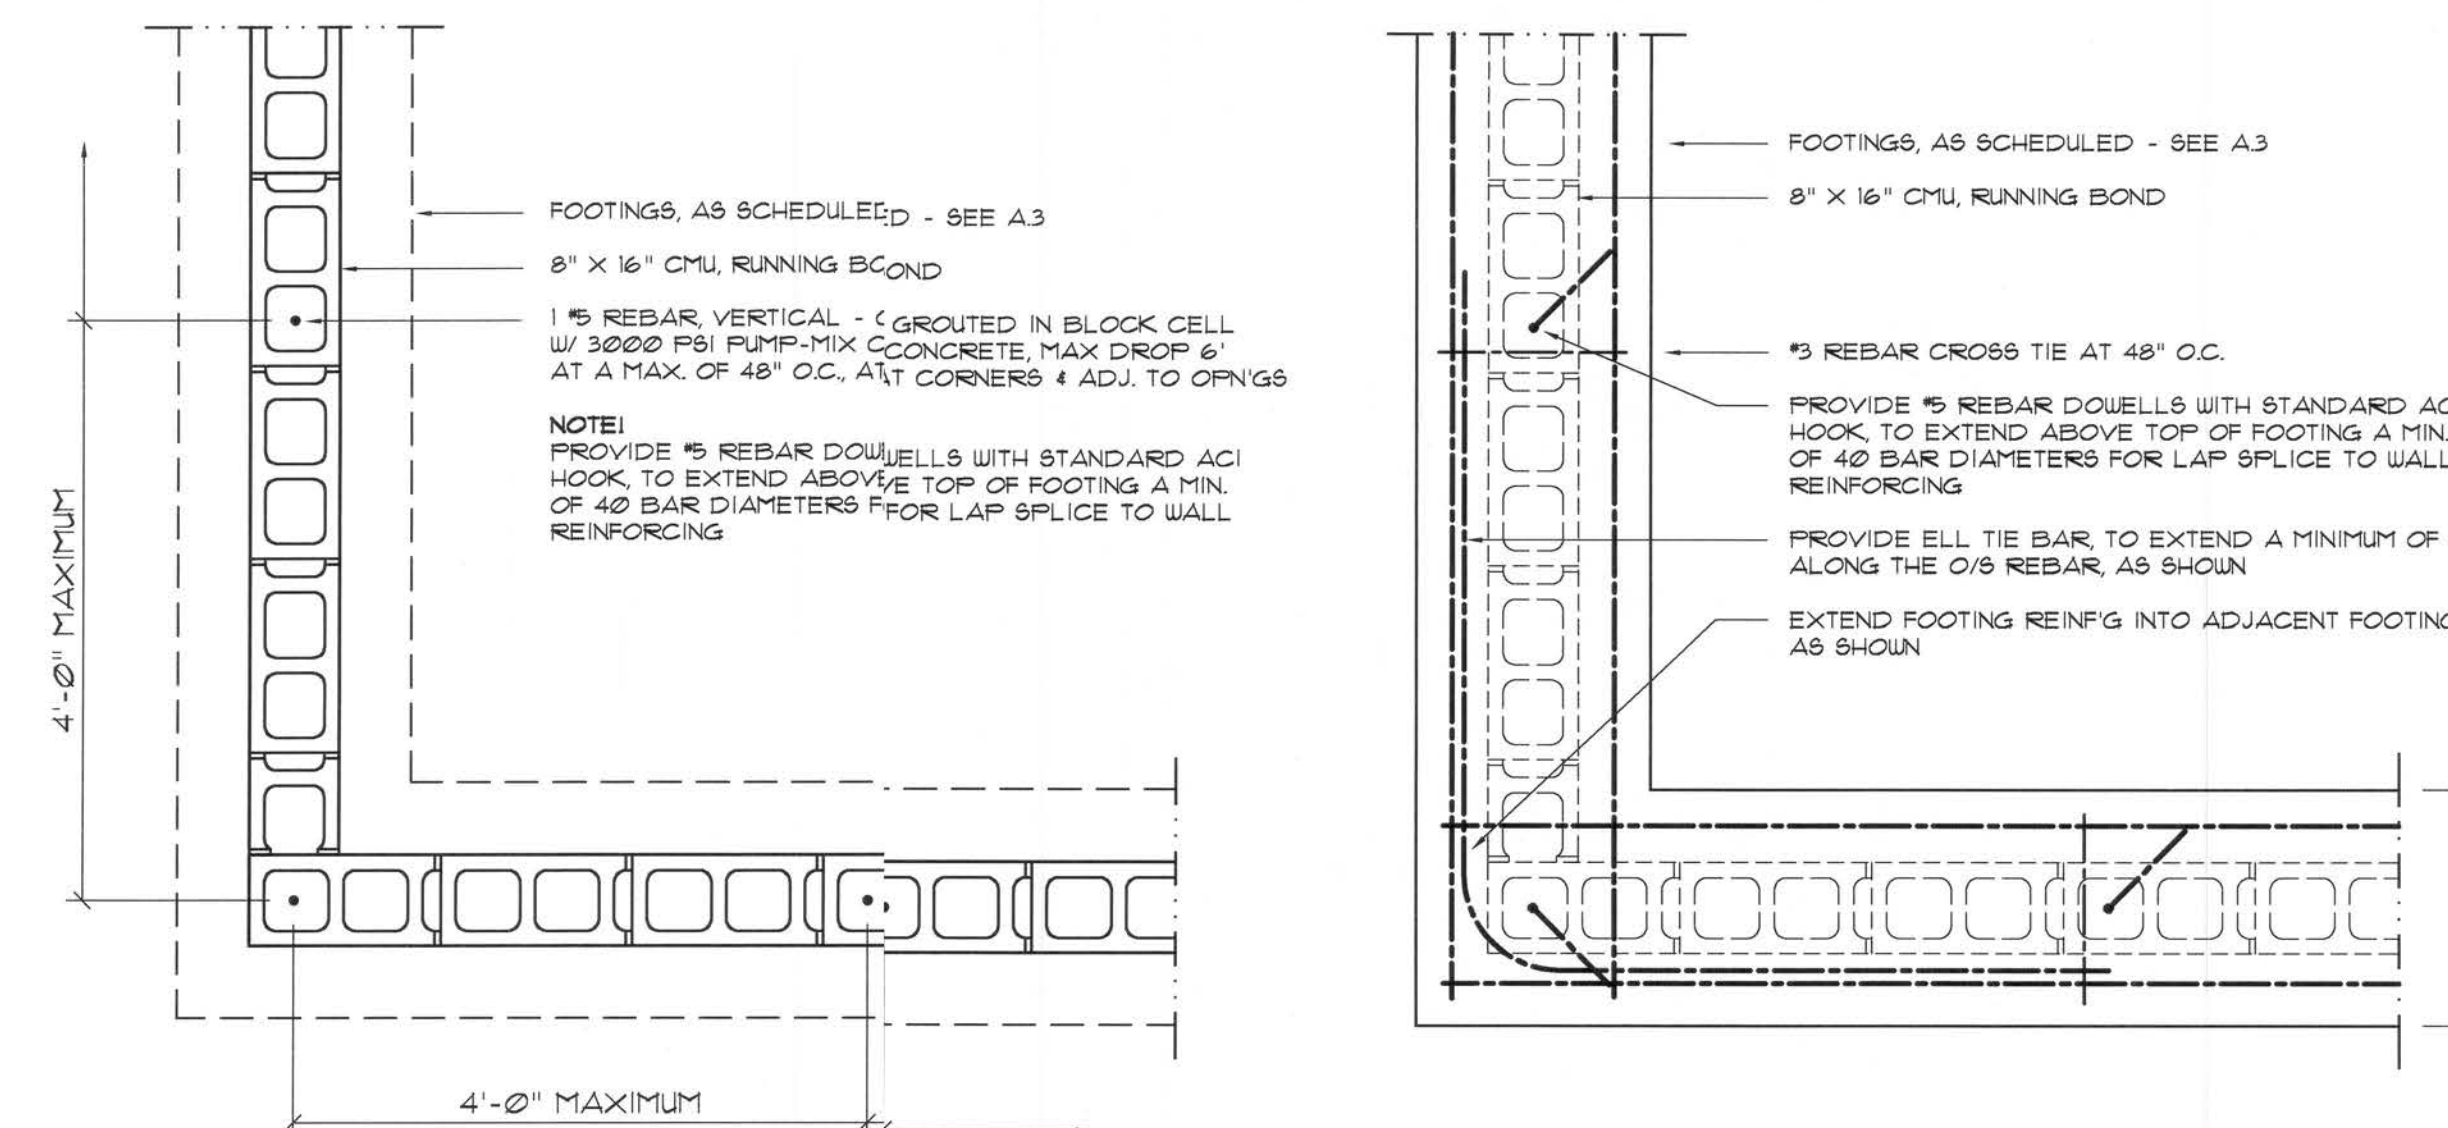 FOOTINGS, AS SCHEDULED - SEE A.3
8" X 16" CMU, RUNNING BOND
1 #5 REBAR, VERTICAL - GROUTED IN BLOCK CELL
W/ 3000 PSI PUMP-MIX CONCRETE, MAX DROP 6'
AT A MAX. OF 48" O.C., AT CORNERS & ADJ. TO OPN'GS
NOTE!
PROVIDE #5 REBAR DOWELLS WITH STANDARD ACI
HOOK, TO EXTEND ABOVE TOP OF FOOTING A MIN.
OF 40 BAR DIAMETERS FOR LAP SPLICE TO WALL
REINFORCING
4'-0" MAXIMUM
4'-0" MAXIMUM
FOOTINGS, AS SCHEDULED - SEE A.3
8" X 16" CMU, RUNNING BOND
#3 REBAR CROSS TIE AT 48" O.C.
PROVIDE #5 REBAR DOWELLS WITH STANDARD AC
HOOK, TO EXTEND ABOVE TOP OF FOOTING A MIN.
OF 40 BAR DIAMETERS FOR LAP SPLICE TO WALL
REINFORCING
PROVIDE ELL TIE BAR, TO EXTEND A MINIMUM OF
ALONG THE O/S REBAR, AS SHOWN
EXTEND FOOTING REINF'G INTO ADJACENT FOOTING
AS SHOWN